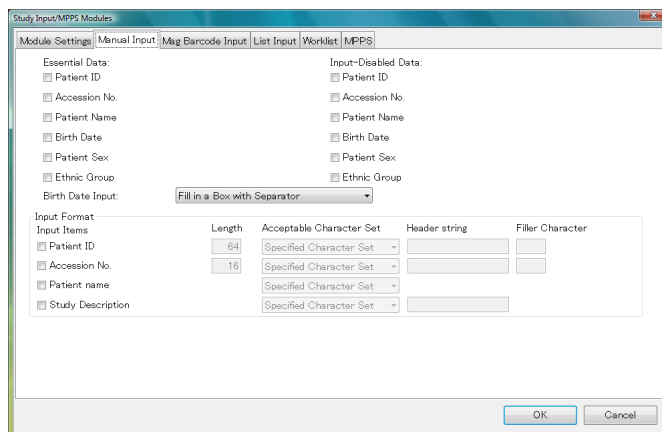 Study Input/MPPS Modules
Module Settings Manual Input Mag Barcode Input List Input Worklist MPPS
Essential Data: Input-Disabled Data:
Patient ID Patient ID
Accession No. Accession No.
Patient Name Patient Name
Birth Date Birth Date
Patient Sex Patient Sex
Ethnic Group Ethnic Group
Birth Date Input: Fill in a Box with Separator
Input Format
Input Items Length Acceptable Character Set Header string Filler Character
Patient ID 64 Specified Character Set
Accession No. 16 Specified Character Set
Patient name Specified Character Set
Study Description Specified Character Set
OK Cancel